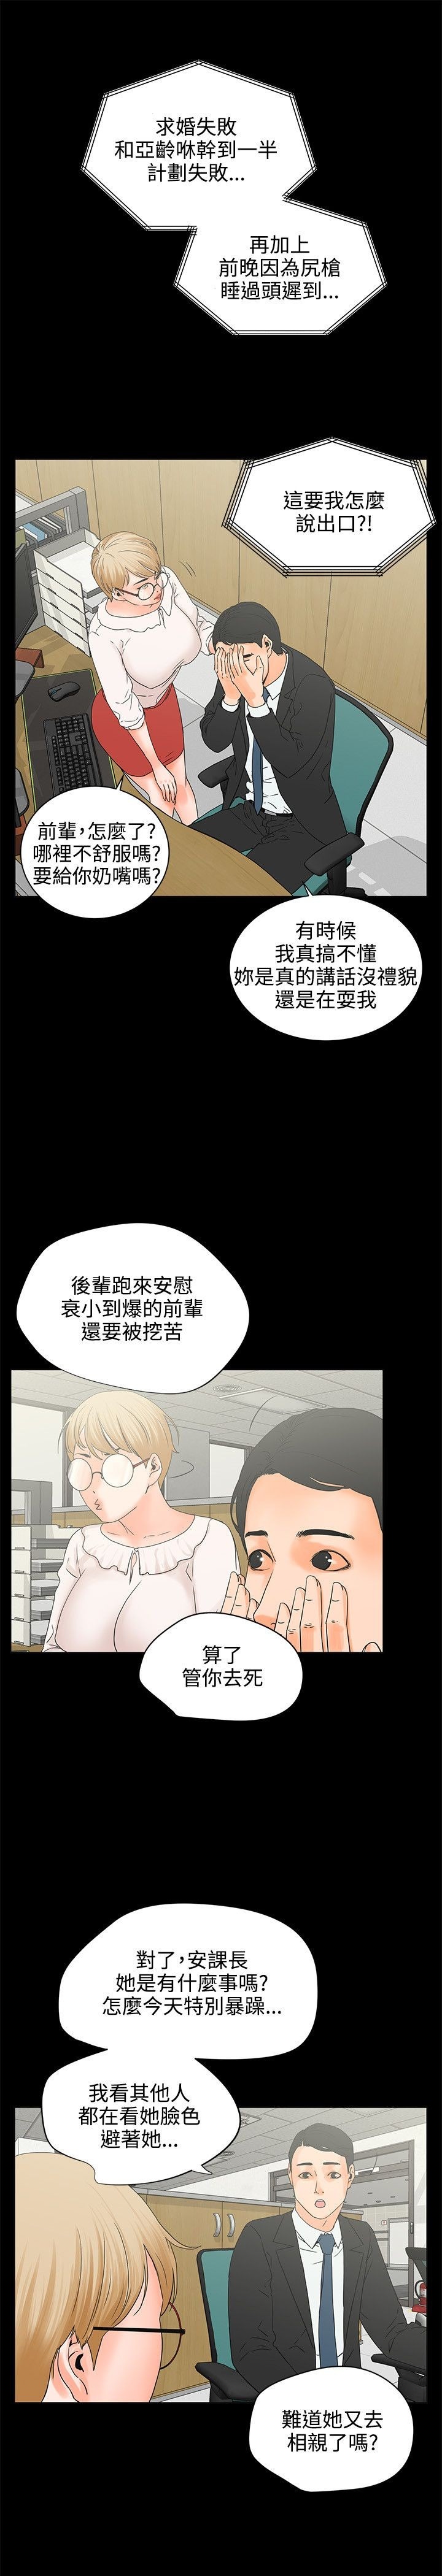 求婚失敗
和亞齡咻幹到一半
計劃失敗...
再加上
前晚因為尻槍
睡過頭遲到...
這要我怎麼
說出口?!
前輩，怎麼了?
哪裡不舒服嗎?
要給你奶嘴嗎?
有時候
我真搞不懂
妳是真的講話沒禮貌
還是在耍我
後輩跑來安慰
衰小到爆的前輩
還要被挖苦
算了
管你去死
對了，安課長
她是有什麼事嗎?
怎麼今天特別暴躁...
我看其他人
都在看她臉色
避著她...
難道她又去
相親了嗎?